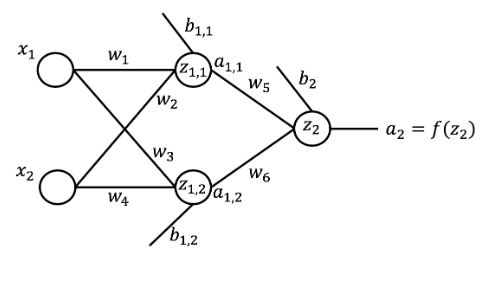 b₁,₁
x₁
w₁
z₁,₁
a₁,₁
w₂
w₅
b₂
z₂
a₂ = f(z₂)
w₃
x₂
w₄
z₁,₂
a₁,₂
w₆
b₁,₂